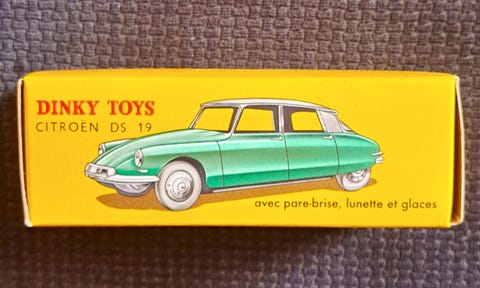 DINKY TOYS
CITROËN DS 19
avec pare-brise, lunette et glaces